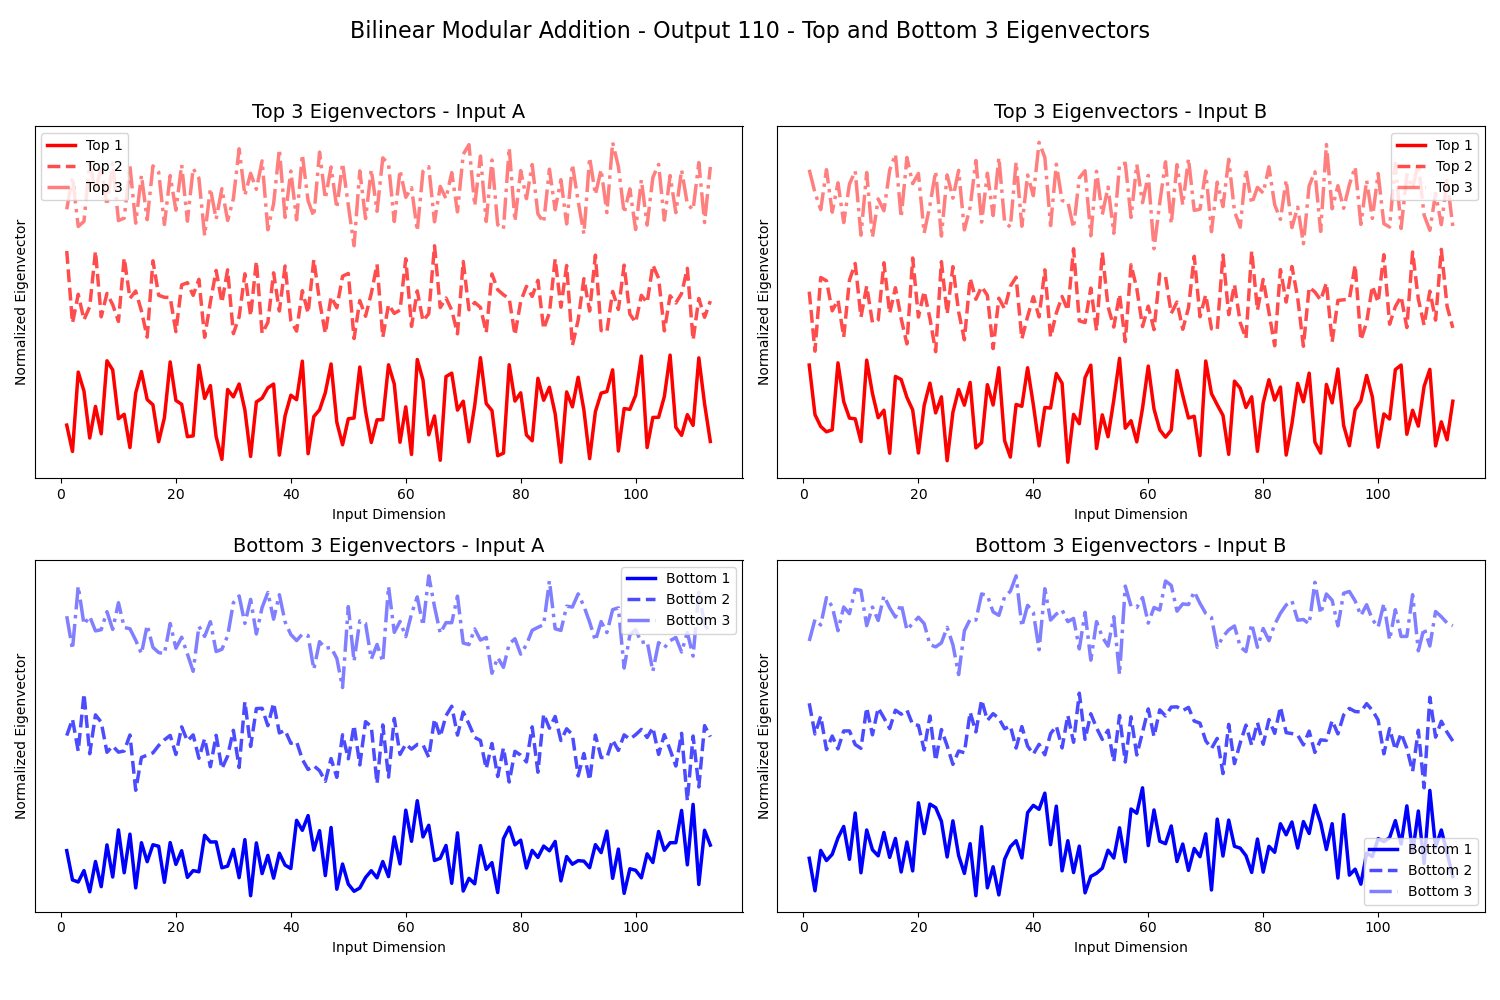 Bilinear Modular Addition - Output 110 - Top and Bottom 3 Eigenvectors
Top 3 Eigenvectors - Input A
Top 1
Top 2
Top 3
Normalized Eigenvector
0 20 40 60 80 100
Input Dimension
Top 3 Eigenvectors - Input B
Top 1
Top 2
Top 3
Normalized Eigenvector
0 20 40 60 80 100
Input Dimension
Bottom 3 Eigenvectors - Input A
Bottom 1
Bottom 2
Bottom 3
Normalized Eigenvector
0 20 40 60 80 100
Input Dimension
Bottom 3 Eigenvectors - Input B
Bottom 1
Bottom 2
Bottom 3
Normalized Eigenvector
0 20 40 60 80 100
Input Dimension